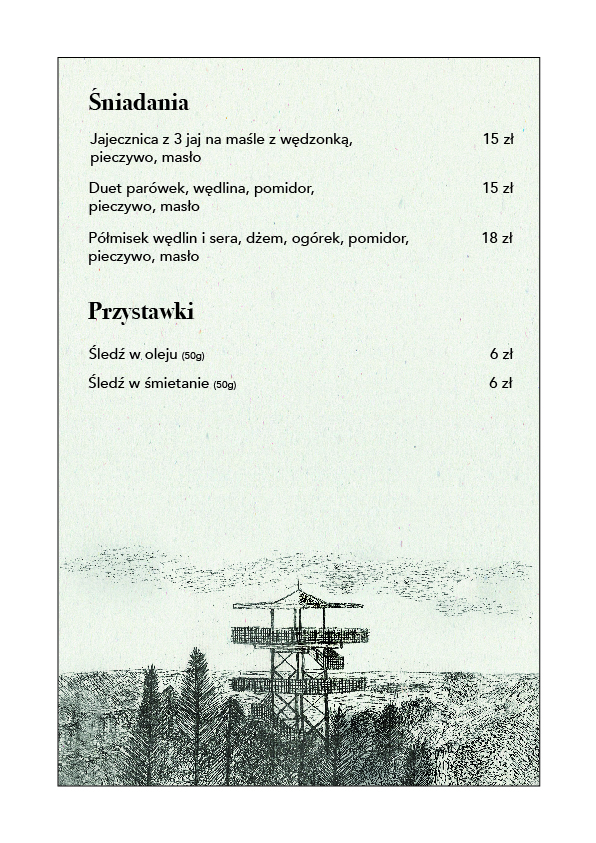 Śniadania
Jajecznica z 3 jaj na maśle z wędzonką, 15 zł
pieczywo, masło
Duet parówek, wędlina, pomidor, 15 zł
pieczywo, masło
Półmisek wędlin i sera, dżem, ogórek, pomidor, 18 zł
pieczywo, masło
Przystawki
Śledź w oleju (50g) 6 zł
Śledź w śmietanie (50g) 6 zł